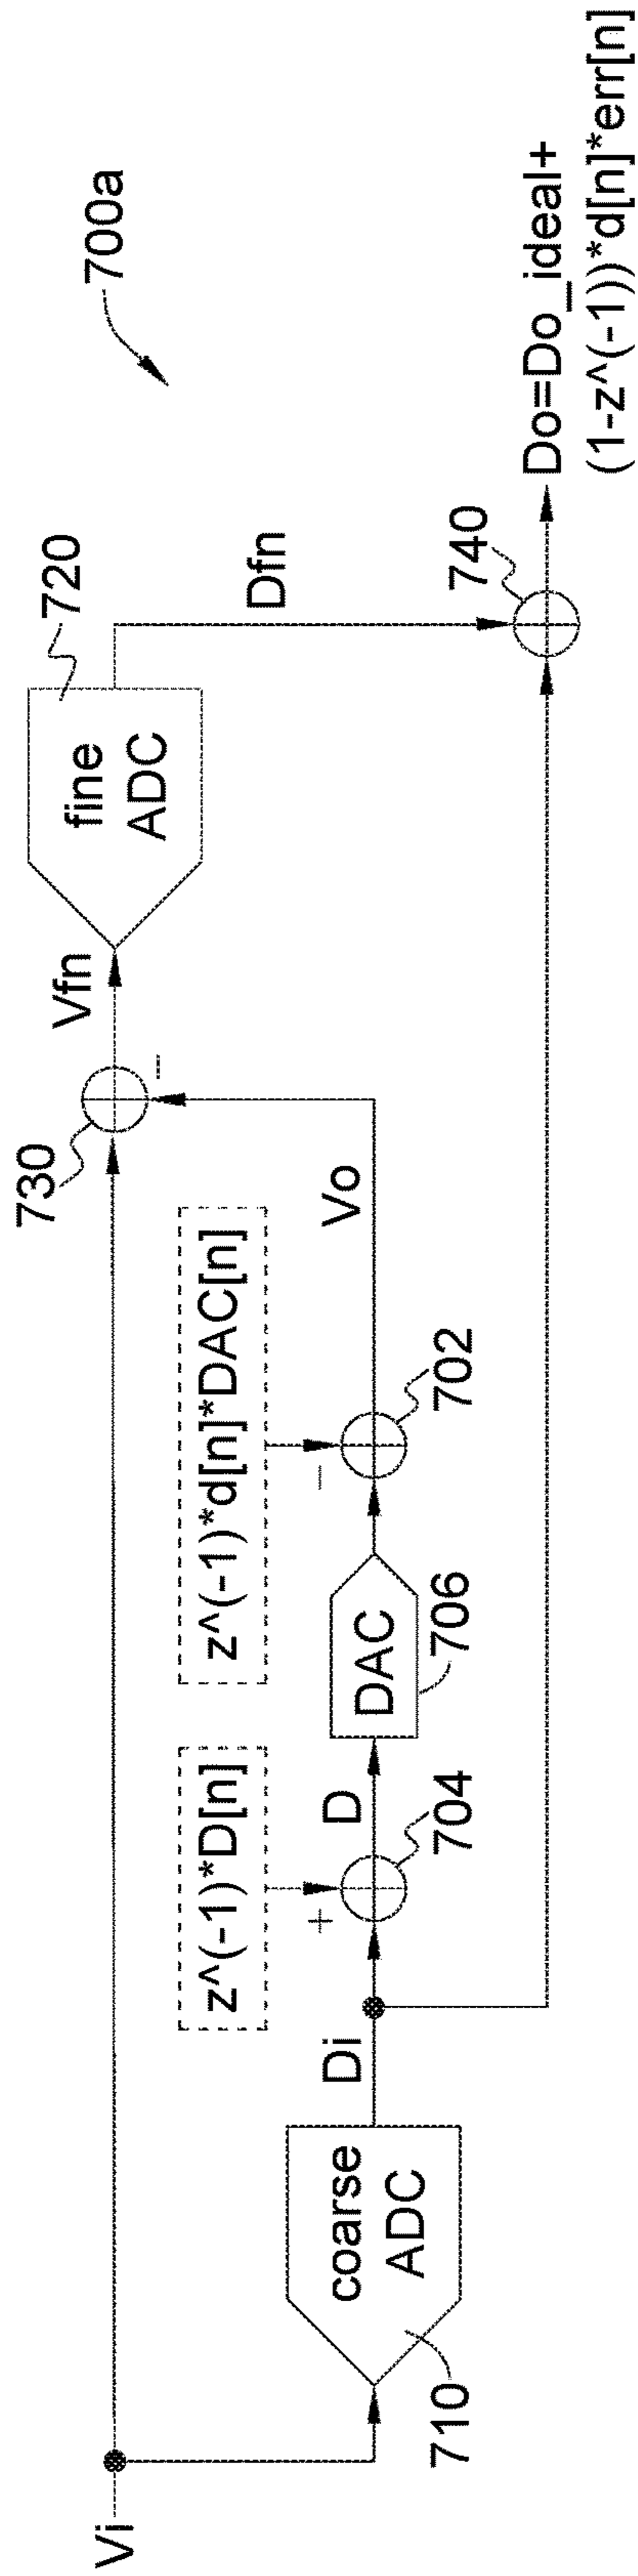 700a
Vi
730
Vfn
fine
ADC
720
Dfn
z^(-1)*D[n]
z^(-1)*d[n]*DAC[n]
−
coarse
ADC
710
Di
+
D
704
DAC
706
−
702
Vo
740
Do=Do_ideal+
(1-z^(-1))*d[n]*err[n]